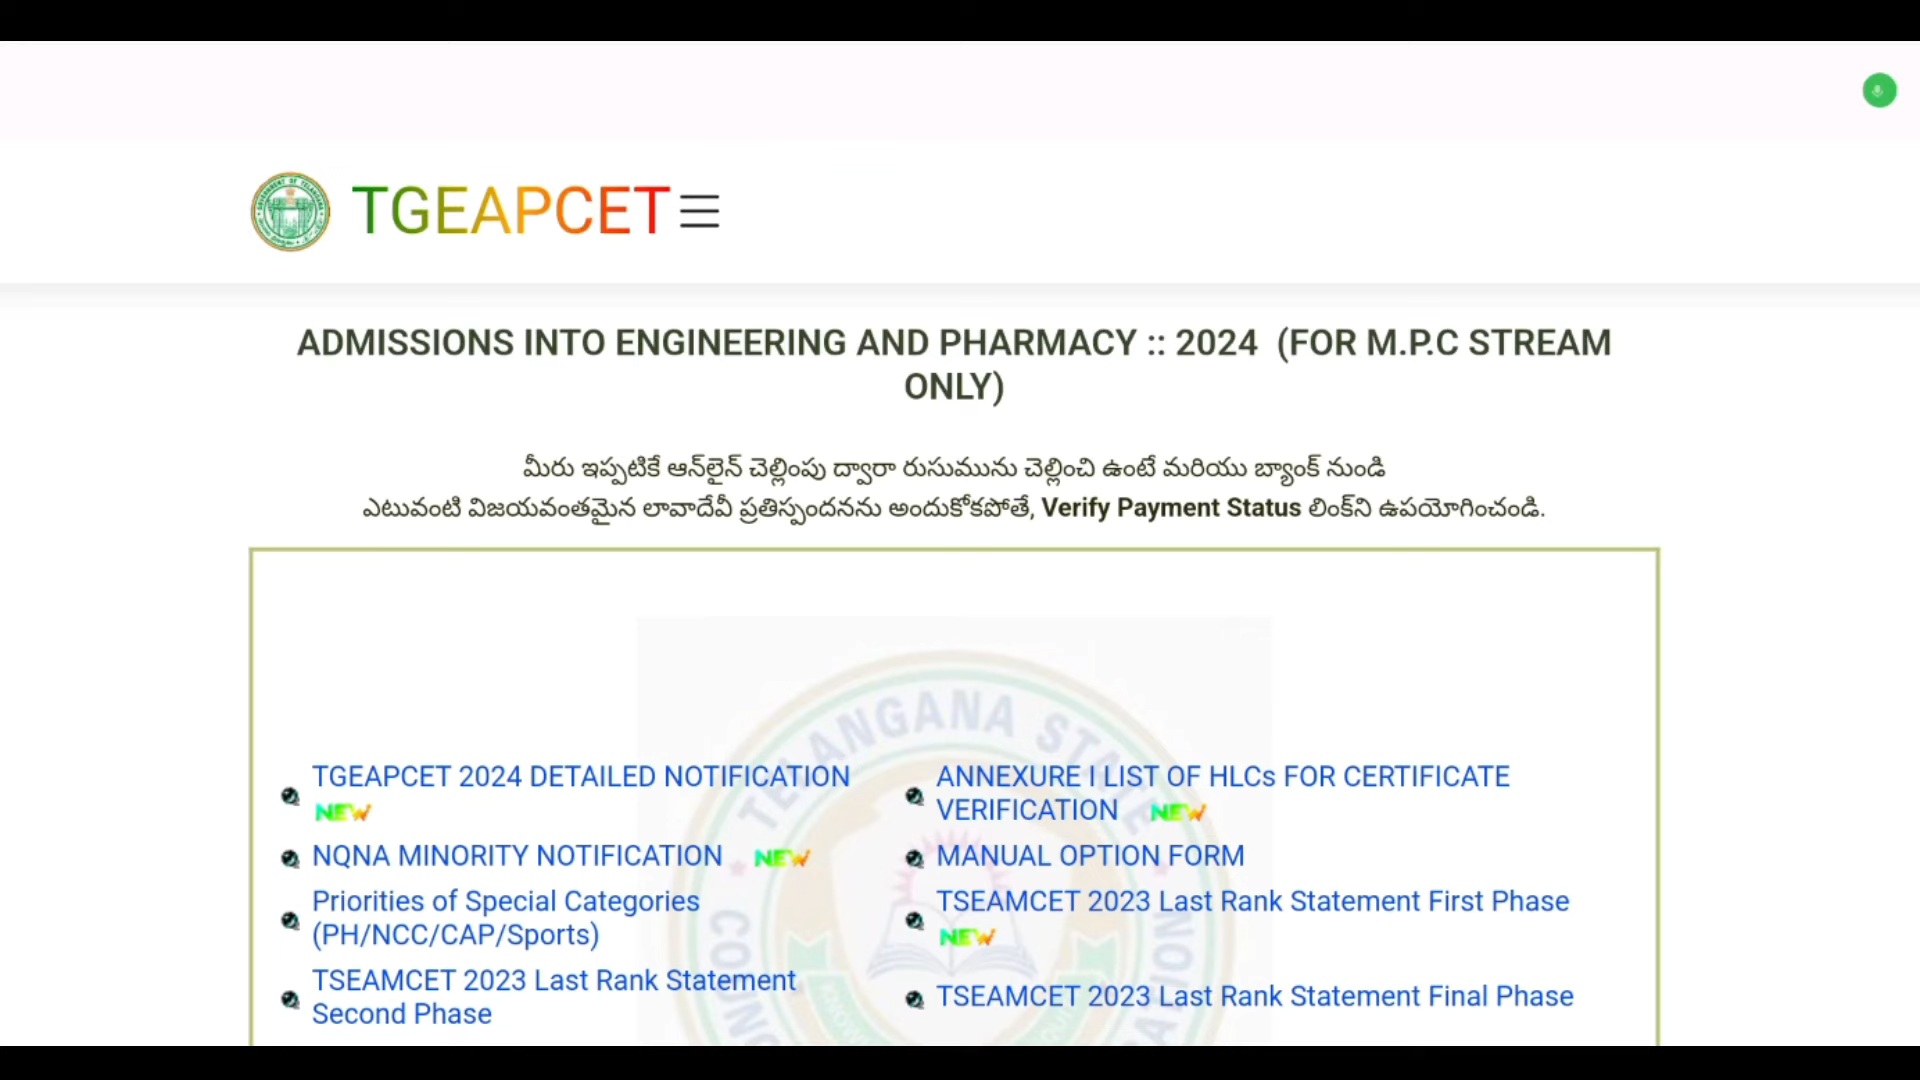 TGEAPCET
ADMISSIONS INTO ENGINEERING AND PHARMACY :: 2024 (FOR M.P.C STREAM
ONLY)
మీరు ఇప్పటికే ఆన్‌లైన్ చెల్లింపు ద్వారా రుసుమును చెల్లించి ఉంటే మరియు బ్యాంక్ నుండి
ఎటువంటి విజయవంతమైన లావాదేవీ ప్రతిస్పందనను అందుకోకపోతే, Verify Payment Status లింక్‌ని ఉపయోగించండి.
TELANGANA STATE
TGEAPCET 2024 DETAILED NOTIFICATION
NEW
ANNEXURE I LIST OF HLCs FOR CERTIFICATE
VERIFICATION NEW
NQNA MINORITY NOTIFICATION NEW
MANUAL OPTION FORM
Priorities of Special Categories
(PH/NCC/CAP/Sports)
TSEAMCET 2023 Last Rank Statement First Phase
NEW
TSEAMCET 2023 Last Rank Statement
Second Phase
TSEAMCET 2023 Last Rank Statement Final Phase